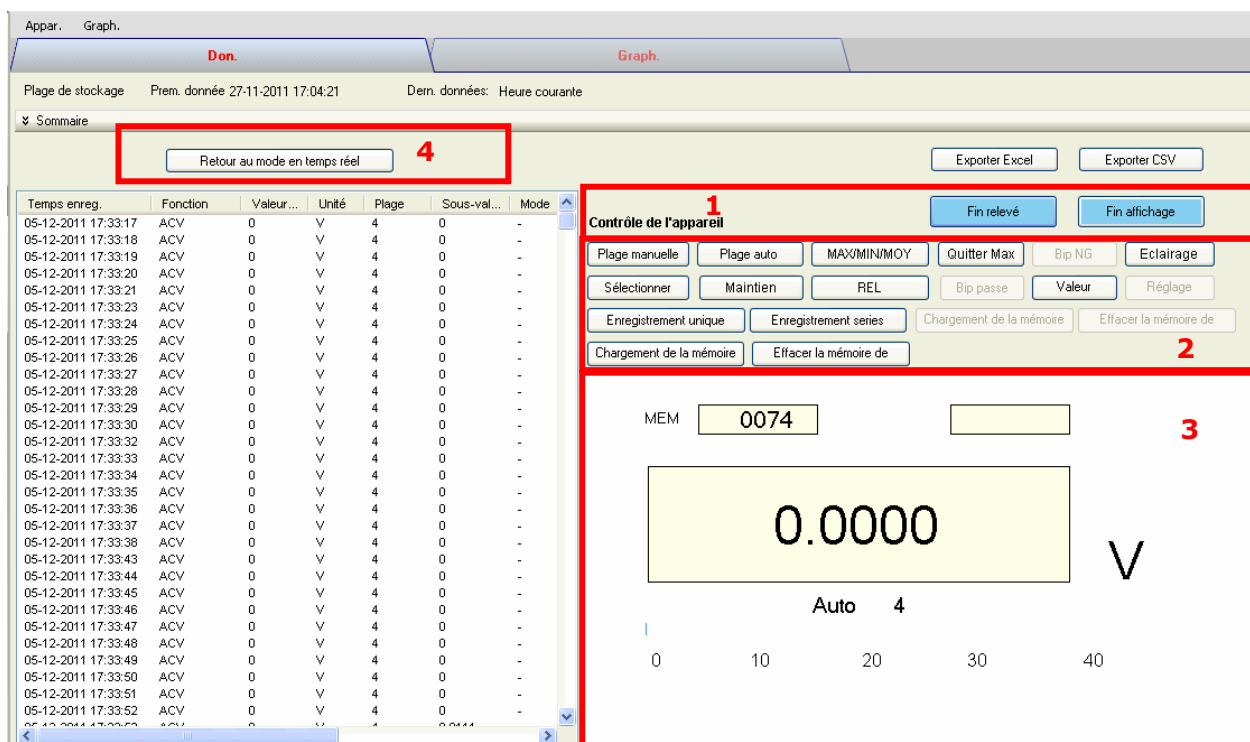 Appar. Graph.
Don. Graph.
Plage de stockage Prem. donnée 27-11-2011 17:04:21 Dern. données: Heure courante
Sommaire
Retour au mode en temps réel 4 Exporter Excel Exporter CSV
Temps enreg. Fonction Valeur... Unité Plage Sous-val... Mode
05-12-2011 17:33:17 ACV 0 V 4 0 -
05-12-2011 17:33:18 ACV 0 V 4 0 -
05-12-2011 17:33:19 ACV 0 V 4 0 -
05-12-2011 17:33:20 ACV 0 V 4 0 -
05-12-2011 17:33:21 ACV 0 V 4 0 -
05-12-2011 17:33:23 ACV 0 V 4 0 -
05-12-2011 17:33:24 ACV 0 V 4 0 -
05-12-2011 17:33:25 ACV 0 V 4 0 -
05-12-2011 17:33:26 ACV 0 V 4 0 -
05-12-2011 17:33:27 ACV 0 V 4 0 -
05-12-2011 17:33:28 ACV 0 V 4 0 -
05-12-2011 17:33:29 ACV 0 V 4 0 -
05-12-2011 17:33:30 ACV 0 V 4 0 -
05-12-2011 17:33:32 ACV 0 V 4 0 -
05-12-2011 17:33:33 ACV 0 V 4 0 -
05-12-2011 17:33:34 ACV 0 V 4 0 -
05-12-2011 17:33:35 ACV 0 V 4 0 -
05-12-2011 17:33:36 ACV 0 V 4 0 -
05-12-2011 17:33:37 ACV 0 V 4 0 -
05-12-2011 17:33:38 ACV 0 V 4 0 -
05-12-2011 17:33:43 ACV 0 V 4 0 -
05-12-2011 17:33:44 ACV 0 V 4 0 -
05-12-2011 17:33:45 ACV 0 V 4 0 -
05-12-2011 17:33:46 ACV 0 V 4 0 -
05-12-2011 17:33:47 ACV 0 V 4 0 -
05-12-2011 17:33:48 ACV 0 V 4 0 -
05-12-2011 17:33:49 ACV 0 V 4 0 -
05-12-2011 17:33:50 ACV 0 V 4 0 -
05-12-2011 17:33:51 ACV 0 V 4 0 -
05-12-2011 17:33:52 ACV 0 V 4 0 -
1
Contrôle de l'appareil Fin relevé Fin affichage
Plage manuelle Plage auto MAX/MIN/MOY Quitter Max Bip NG Eclairage
Sélectionner Maintien REL Bip passe Valeur Réglage
Enregistrement unique Enregistrement series Chargement de la mémoire Effacer la mémoire de
Chargement de la mémoire Effacer la mémoire de 2
MEM 0074 3
0.0000 V
Auto 4
0 10 20 30 40